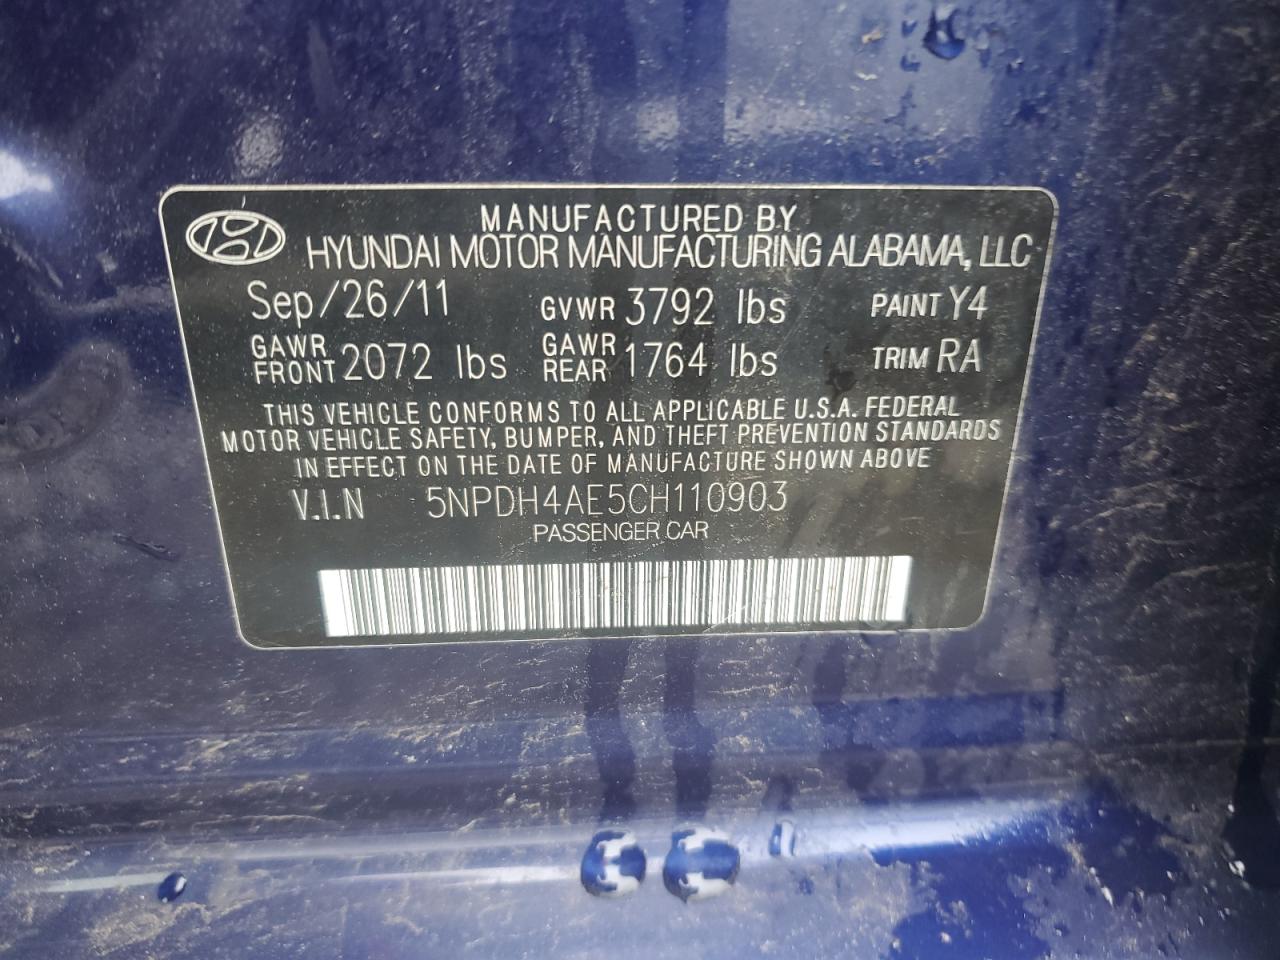 MANUFACTURED BY
HYUNDAI MOTOR MANUFACTURING ALABAMA, LLC
Sep/26/11 GVWR 3792 lbs PAINT Y4
GAWR FRONT 2072 lbs GAWR REAR 1764 lbs TRIM RA
THIS VEHICLE CONFORMS TO ALL APPLICABLE U.S.A. FEDERAL
MOTOR VEHICLE SAFETY, BUMPER, AND THEFT PREVENTION STANDARDS
IN EFFECT ON THE DATE OF MANUFACTURE SHOWN ABOVE
V.I.N 5NPDH4AE5CH110903
PASSENGER CAR